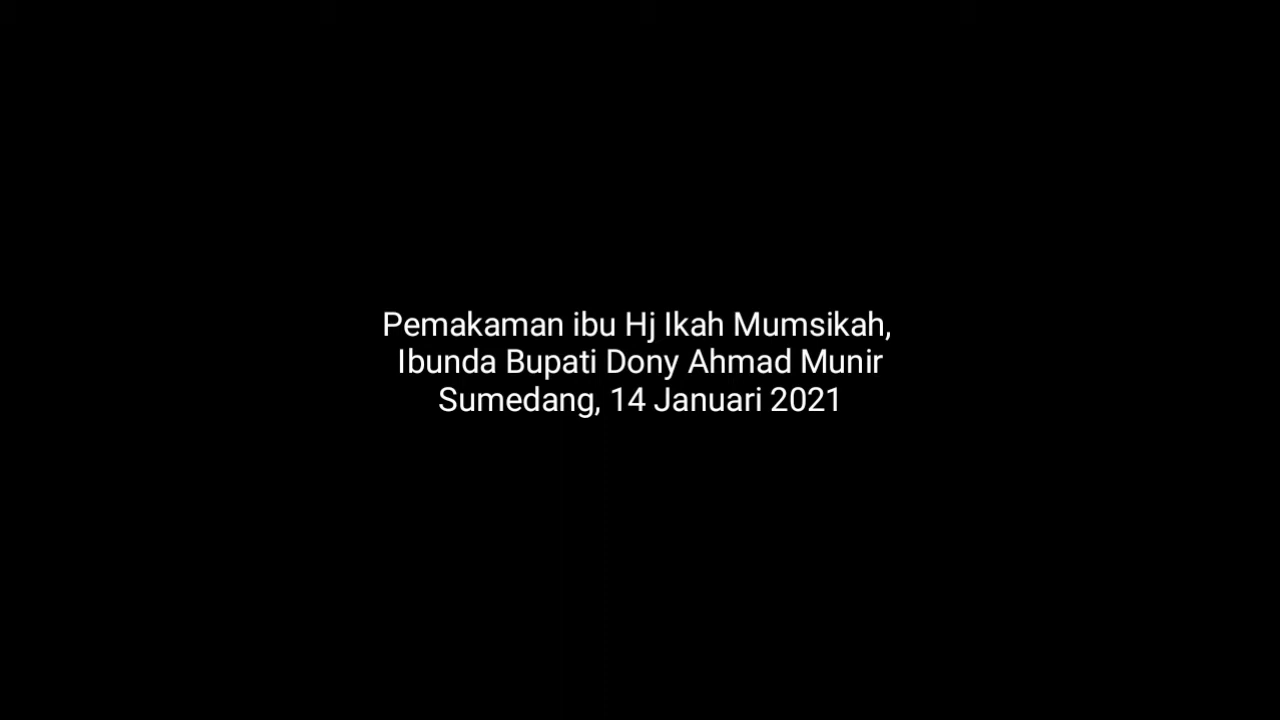 Pemakaman ibu Hj Ikah Mumsikah,
Ibunda Bupati Dony Ahmad Munir
Sumedang, 14 Januari 2021